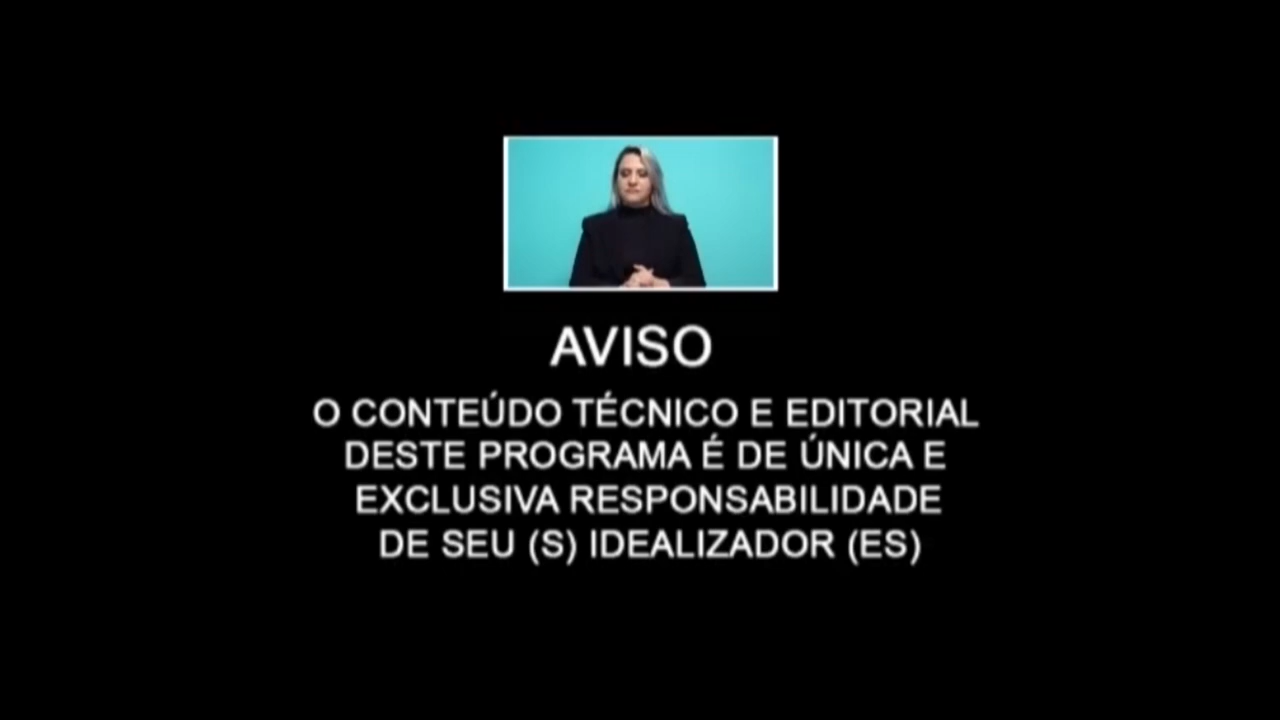 AVISO
O CONTEÚDO TÉCNICO E EDITORIAL
DESTE PROGRAMA É DE ÚNICA E
EXCLUSIVA RESPONSABILIDADE
DE SEU (S) IDEALIZADOR (ES)